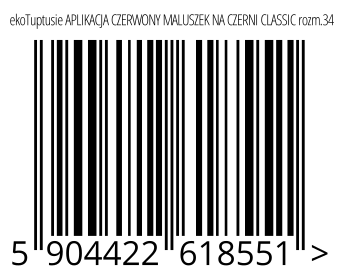 ekoTuptusie APLIKACJA CZERWONY MALUSZEK NA CZERNI CLASSIC rozm.34
5 904422 618551 >